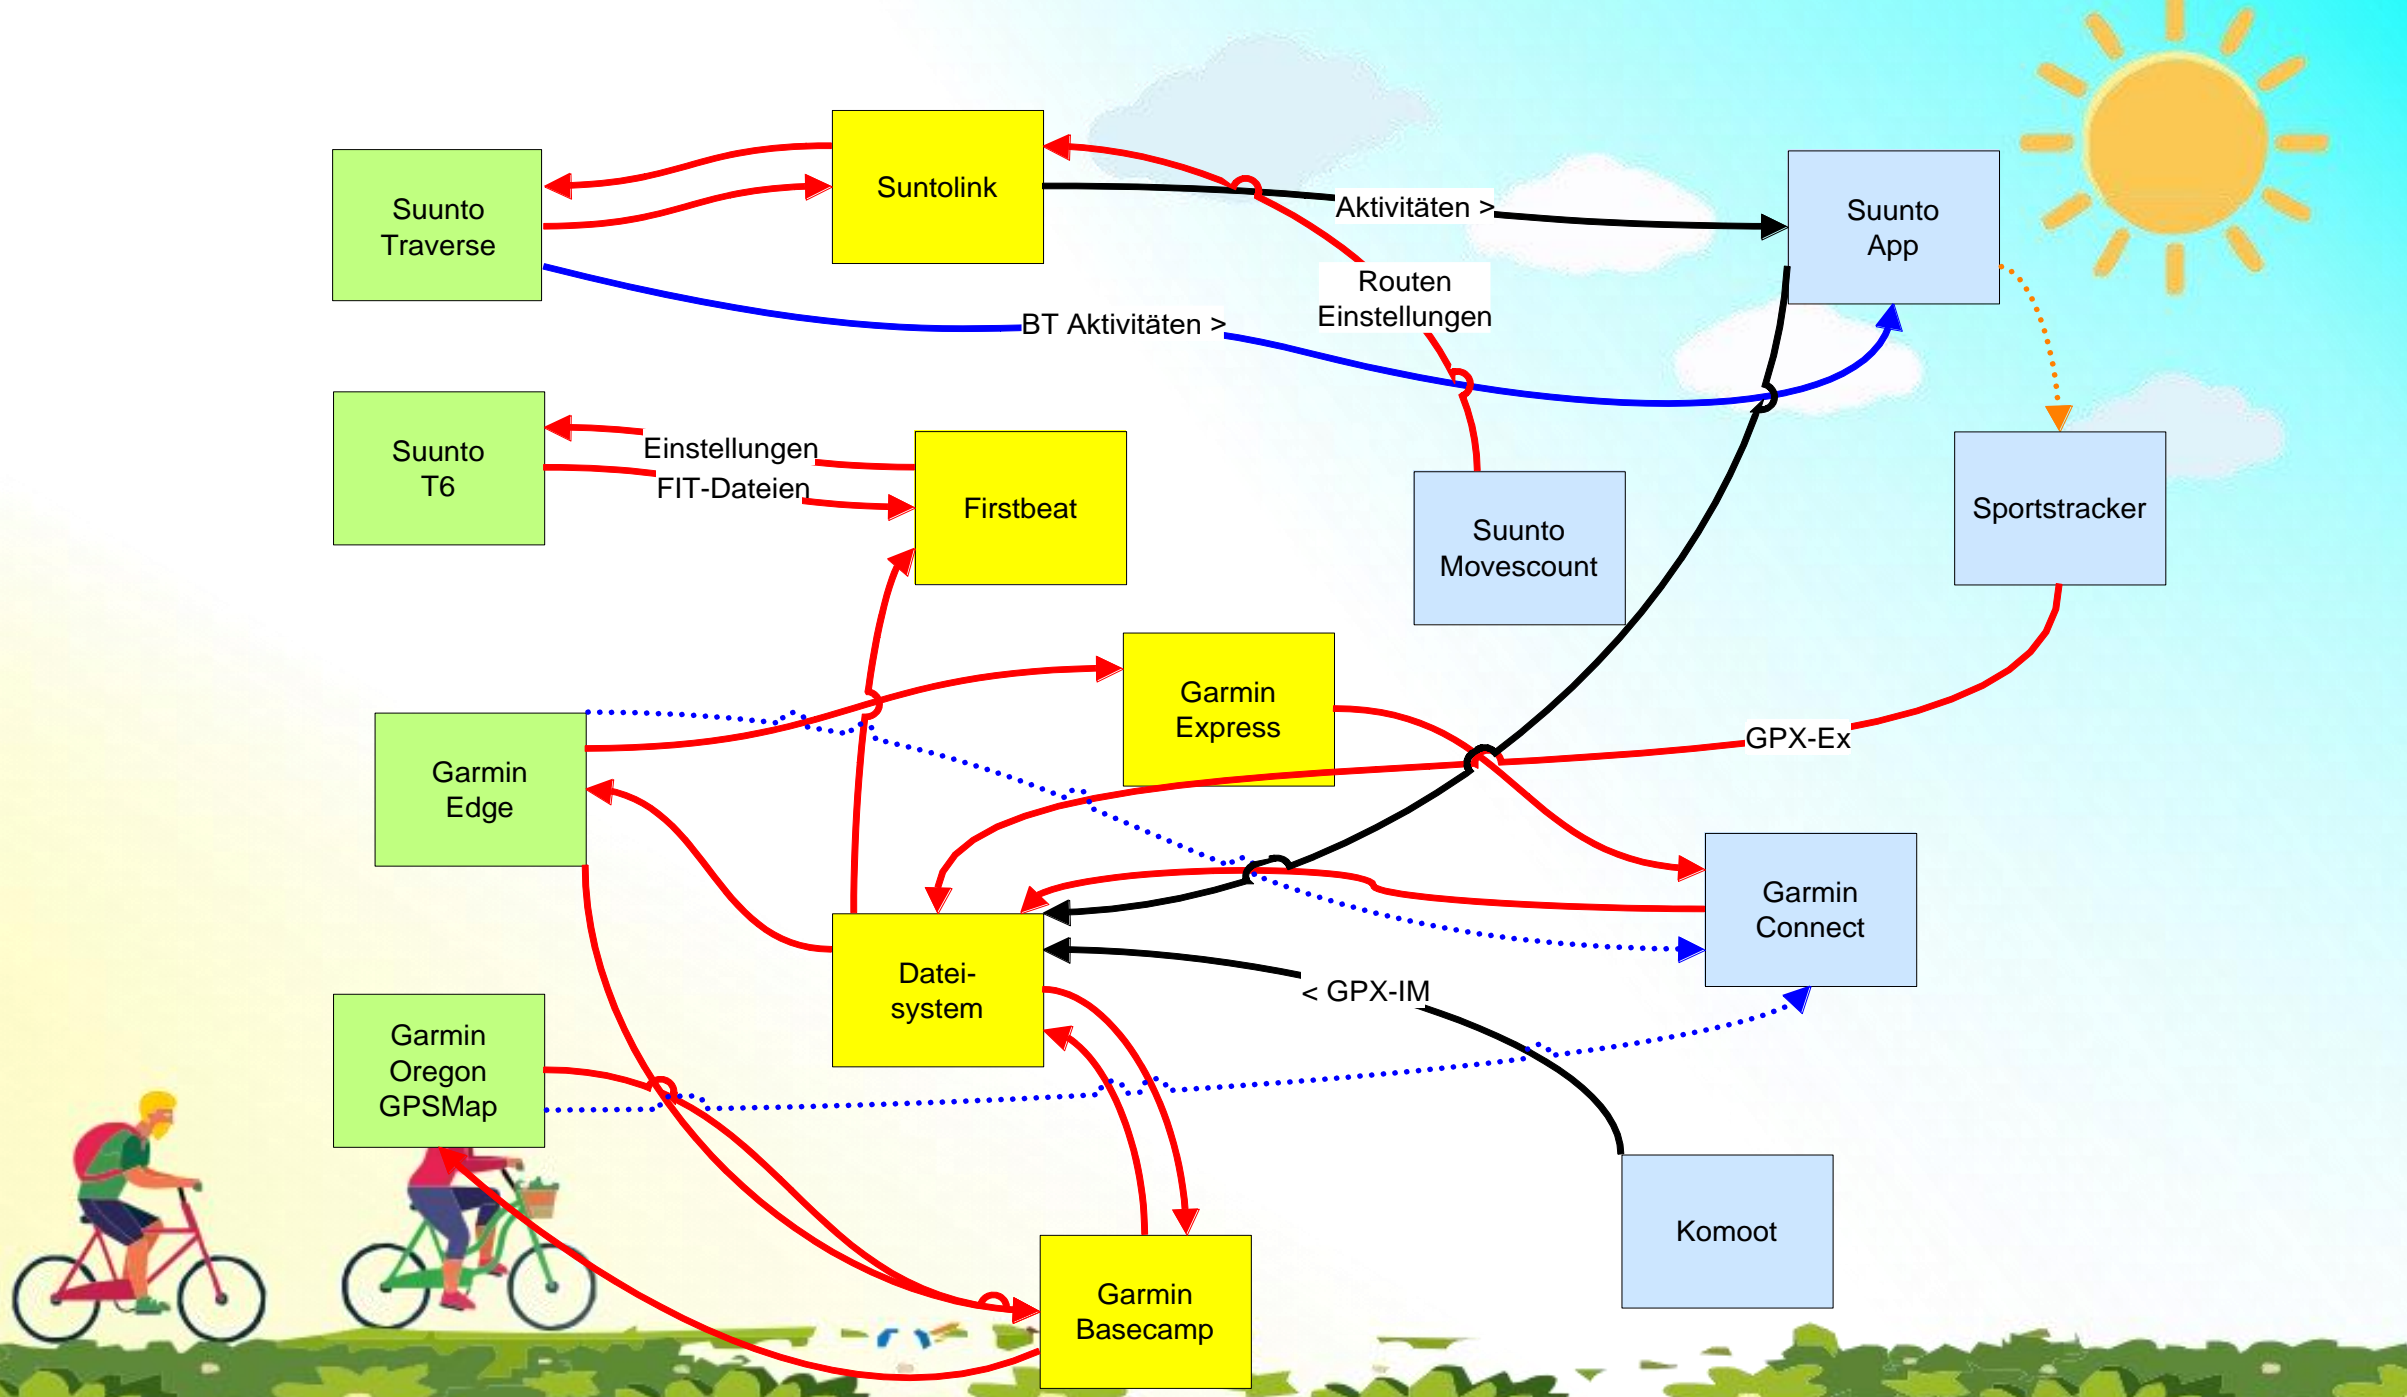 Suunto
Traverse
Suntolink
Aktivitäten >
Suunto
App
Routen
Einstellungen
BT Aktivitäten >
Suunto
T6
Einstellungen
FIT-Dateien
Firstbeat
Suunto
Movescount
Sportstracker
Garmin
Express
GPX-Ex
Garmin
Edge
Garmin
Connect
Datei-
system
< GPX-IM
Garmin
Oregon
GPSMap
Komoot
Garmin
Basecamp